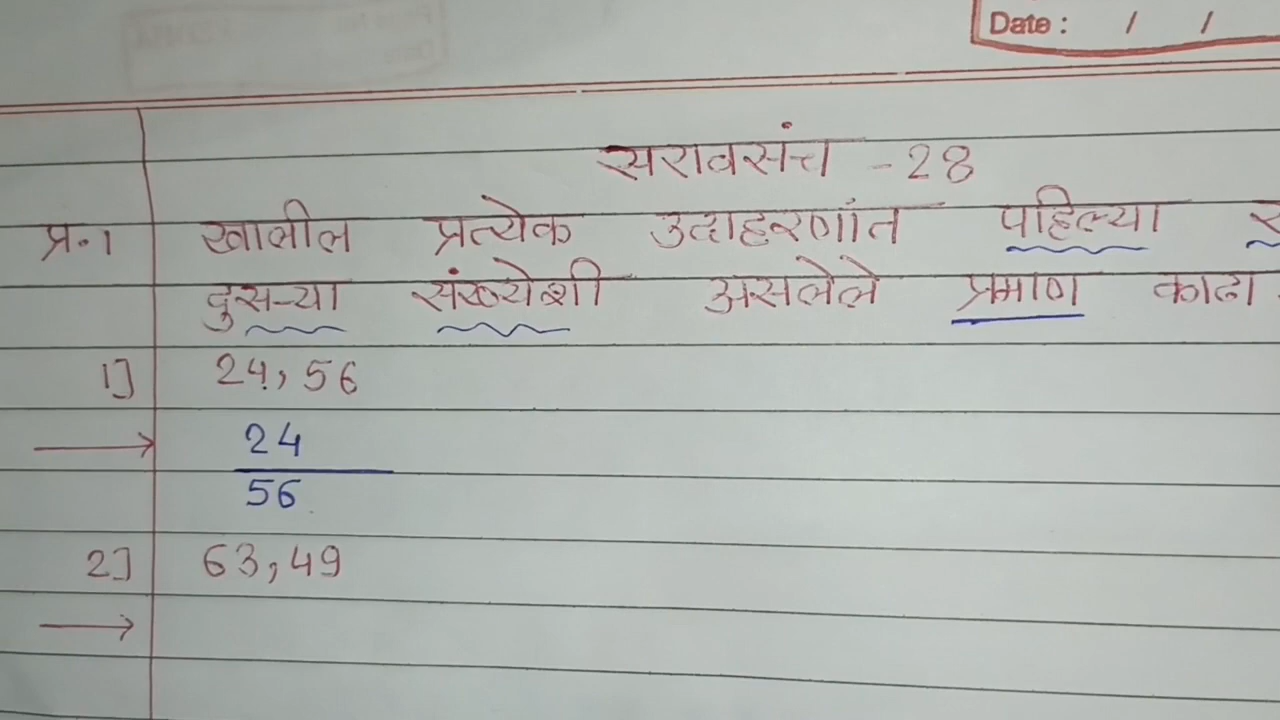 Date : / /
सरावसंच - 28
प्र.१ खालील प्रत्येक उदाहरणांत पहिल्या
दुसऱ्या संख्येशी असलेले प्रमाण काढा.
1] 24, 56
→ 24
56
2] 63, 49
→